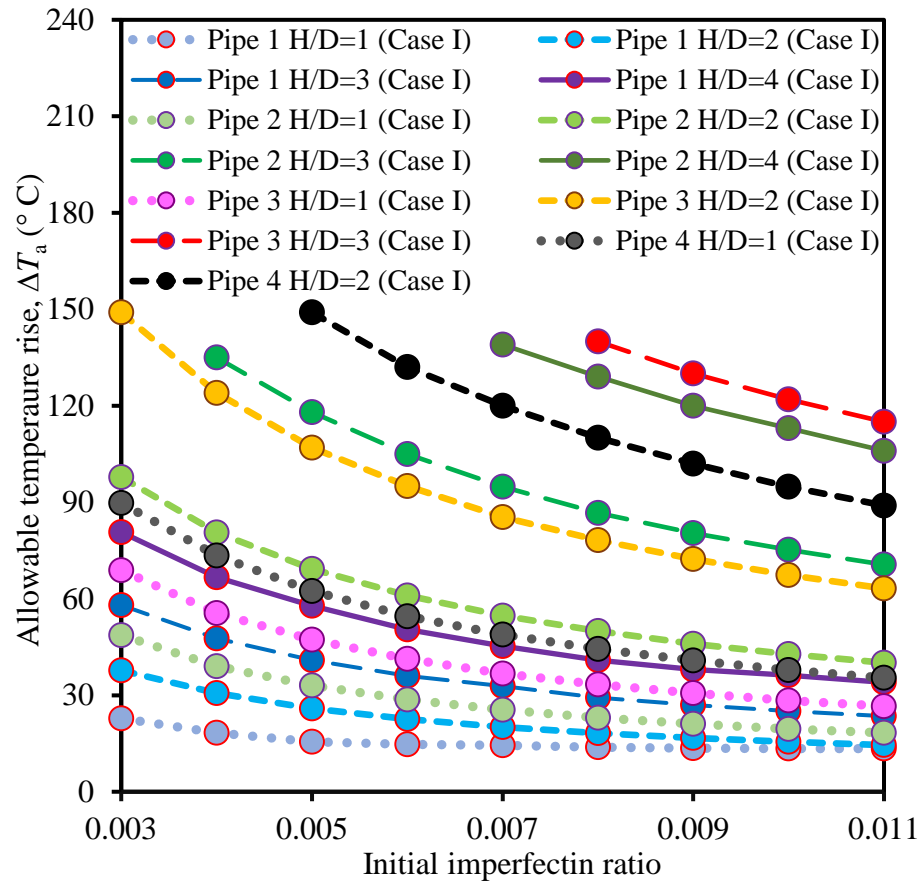 240
210
180
150
120
90
60
30
0
Allowable temperaure rise, ΔTa (° C)
Pipe 1 H/D=1 (Case I) Pipe 1 H/D=2 (Case I)
Pipe 1 H/D=3 (Case I) Pipe 1 H/D=4 (Case I)
Pipe 2 H/D=1 (Case I) Pipe 2 H/D=2 (Case I)
Pipe 2 H/D=3 (Case I) Pipe 2 H/D=4 (Case I)
Pipe 3 H/D=1 (Case I) Pipe 3 H/D=2 (Case I)
Pipe 3 H/D=3 (Case I) Pipe 4 H/D=1 (Case I)
Pipe 4 H/D=2 (Case I)
0.003 0.005 0.007 0.009 0.011
Initial imperfectin ratio